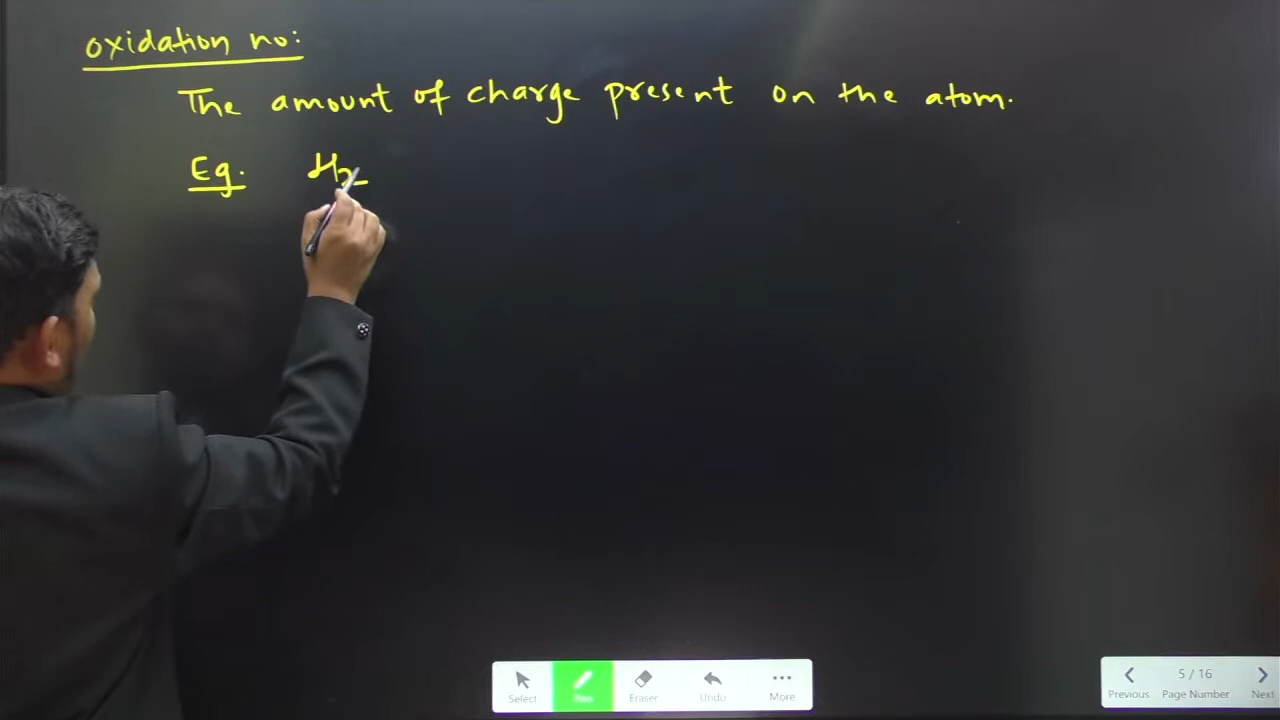 oxidation no:
The amount of charge present on the atom.
Eg. H2
Select Pen Eraser Undo ... More
5 / 16
Previous Page Number Next